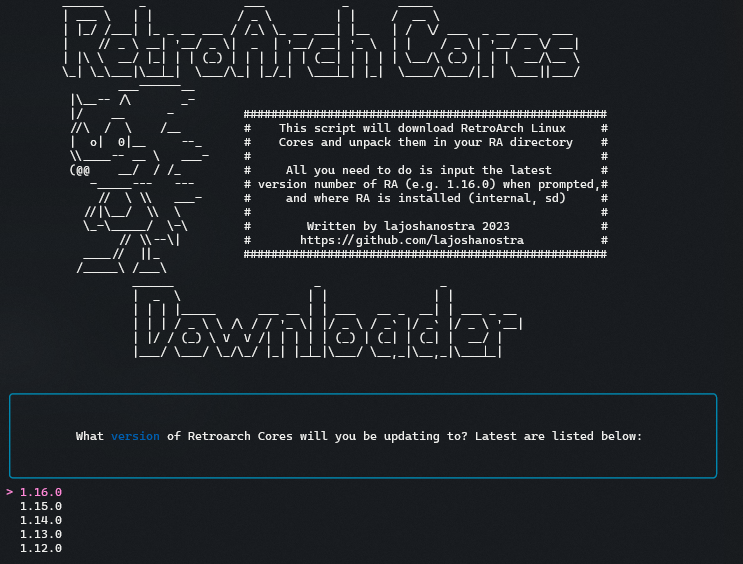 RetroArch Cores
This script will download RetroArch Linux
Cores and unpack them in your RA directory
All you need to do is input the latest
version number of RA (e.g. 1.16.0) when prompted,
and where RA is installed (internal, sd)
Written by lajoshanostra 2023
https://github.com/lajoshanostra
Downloader
What version of Retroarch Cores will you be updating to? Latest are listed below:
> 1.16.0
1.15.0
1.14.0
1.13.0
1.12.0